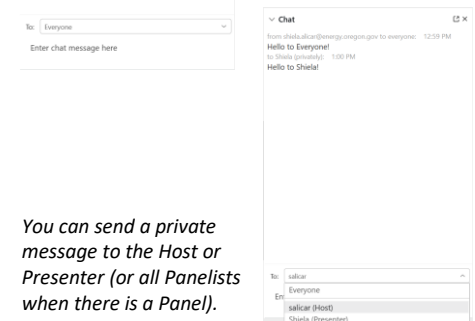 To: Everyone
Enter chat message here
Chat
from shiela.alicar@energy.oregon.gov to everyone: 12:59 PM
Hello to Everyone!
to Shiela (privately): 1:00 PM
Hello to Shiela!
You can send a private
message to the Host or
Presenter (or all Panelists
when there is a Panel).
To: salicar
Everyone
En
salicar (Host)
Shiela (Presenter)